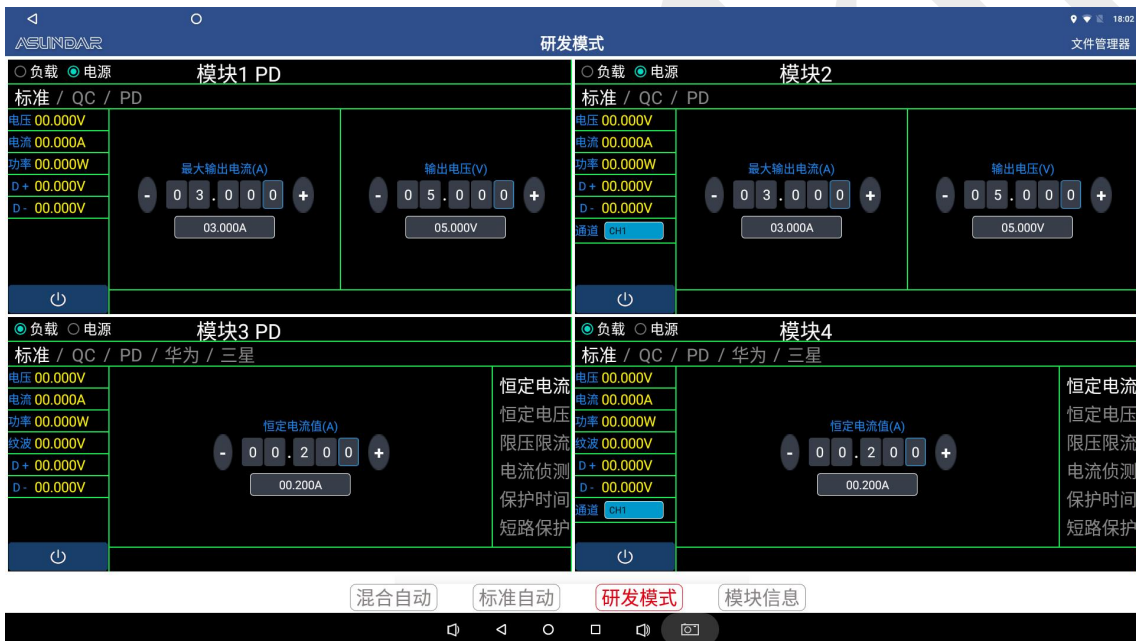 18:02
ASUNDAR 研发模式 文件管理器
负载 电源 模块1 PD
标准 / QC / PD
电压 00.000V
电流 00.000A
功率 00.000W
D+ 00.000V
D- 00.000V
最大输出电流(A)
- 0 3 . 0 0 0 +
03.000A
输出电压(V)
- 0 5 . 0 0 0 +
05.000V
负载 电源 模块2
标准 / QC / PD
电压 00.000V
电流 00.000A
功率 00.000W
D+ 00.000V
D- 00.000V
通道 CH1
最大输出电流(A)
- 0 3 . 0 0 0 +
03.000A
输出电压(V)
- 0 5 . 0 0 0 +
05.000V
负载 电源 模块3 PD
标准 / QC / PD / 华为 / 三星
电压 00.000V
电流 00.000A
功率 00.000W
纹波 00.000V
D+ 00.000V
D- 00.000V
恒定电流值(A)
- 0 0 . 2 0 0 +
00.200A
恒定电流
恒定电压
限压限流
电流侦测
保护时间
短路保护
负载 电源 模块4
标准 / QC / PD / 华为 / 三星
电压 00.000V
电流 00.000A
功率 00.000W
纹波 00.000V
D+ 00.000V
D- 00.000V
通道 CH1
恒定电流值(A)
- 0 0 . 2 0 0 +
00.200A
恒定电流
恒定电压
限压限流
电流侦测
保护时间
短路保护
混合自动 标准自动 研发模式 模块信息